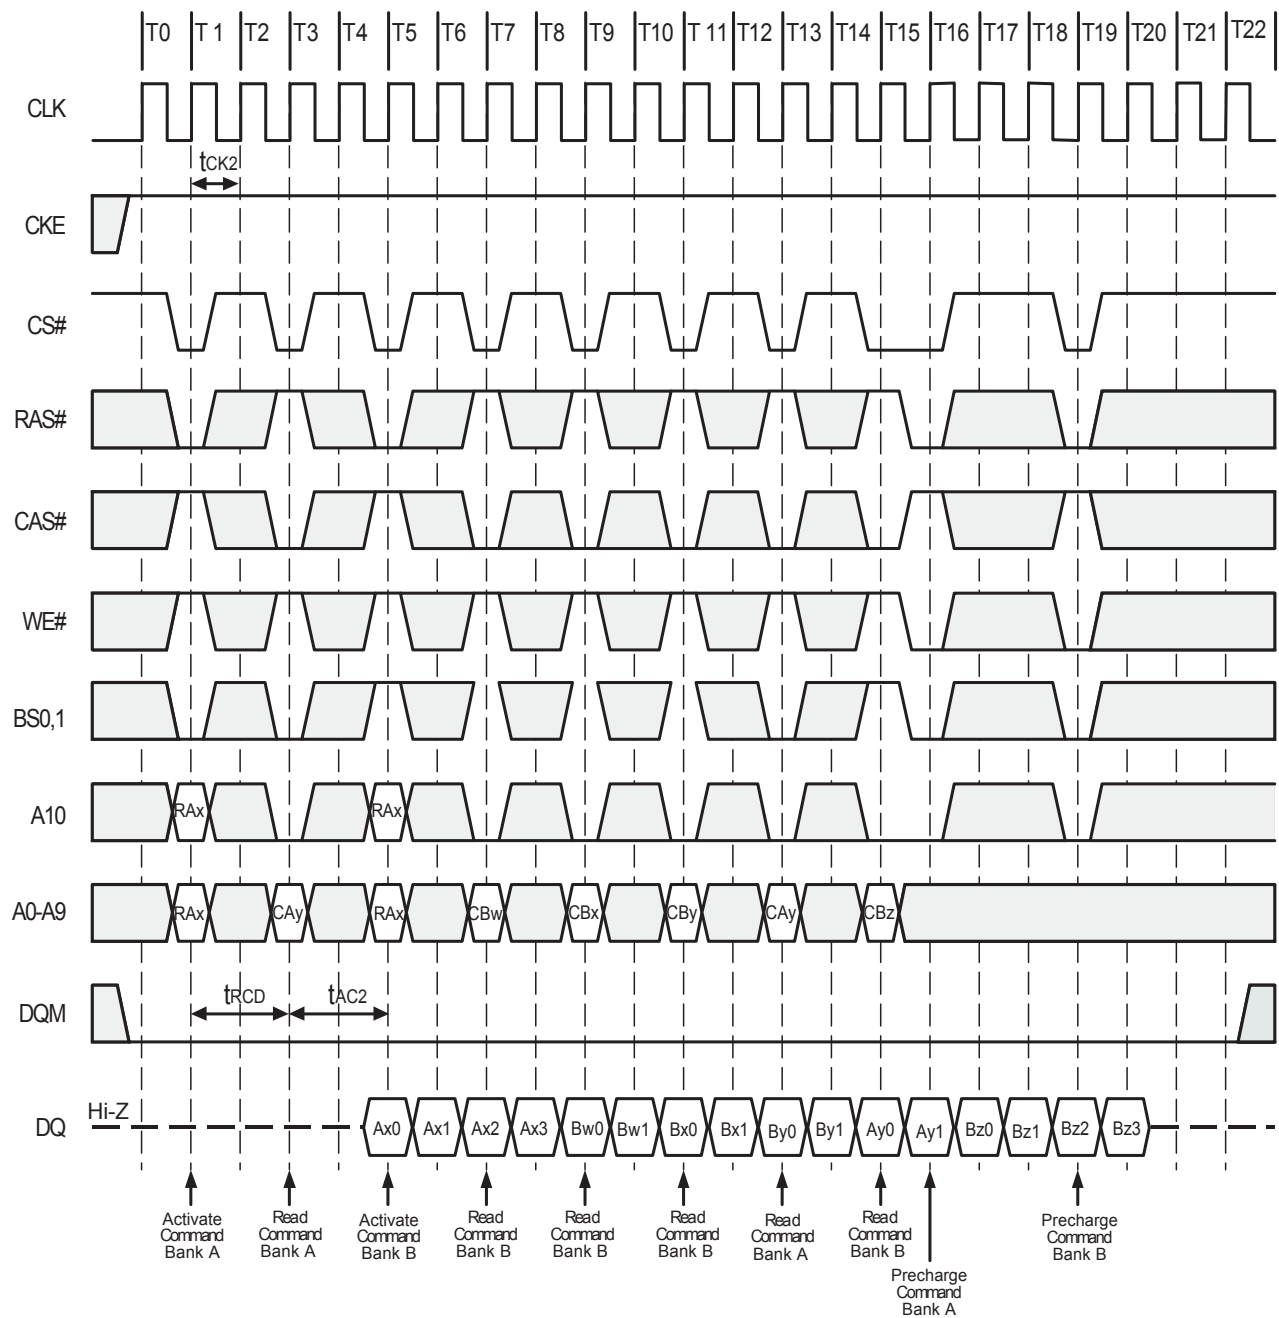 T0 T 1 T2 T3 T4 T5 T6 T7 T8 T9 T10 T 11 T12 T13 T14 T15 T16 T17 T18 T19 T20 T21 T22
CLK
tCK2
CKE
CS#
RAS#
CAS#
WE#
BS0,1
A10 RAx RAx
A0-A9 RAx CAy RAx CBw CBx CBy CAy CBz
DQM tRCD tAC2
Hi-Z
DQ Ax0 Ax1 Ax2 Ax3 Bw0 Bw1 Bx0 Bx1 By0 By1 Ay0 Ay1 Bz0 Bz1 Bz2 Bz3
Activate
Command
Bank A
Read
Command
Bank A
Activate
Command
Bank B
Read
Command
Bank B
Read
Command
Bank B
Read
Command
Bank B
Read
Command
Bank A
Read
Command
Bank B
Precharge
Command
Bank A
Precharge
Command
Bank B